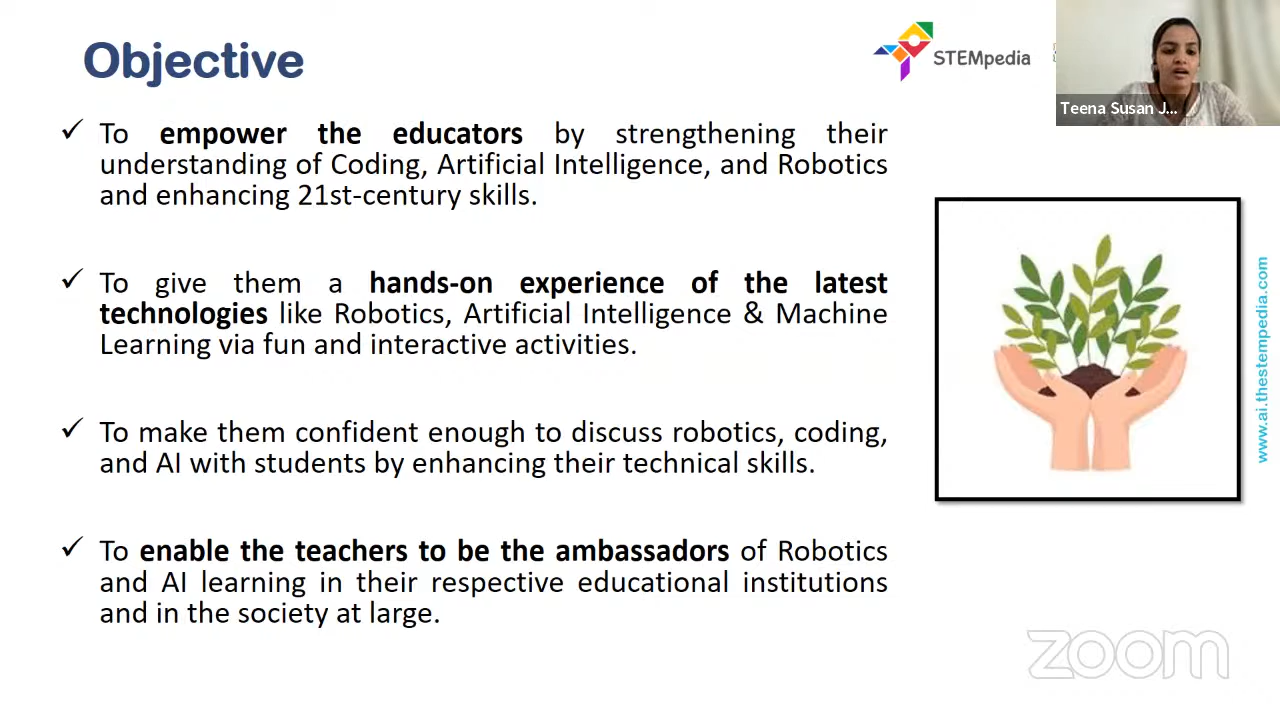 Objective
STEMpedia
Teena Susan J...
✓ To empower the educators by strengthening their
understanding of Coding, Artificial Intelligence, and Robotics
and enhancing 21st-century skills.
✓ To give them a hands-on experience of the latest
technologies like Robotics, Artificial Intelligence & Machine
Learning via fun and interactive activities.
✓ To make them confident enough to discuss robotics, coding,
and AI with students by enhancing their technical skills.
✓ To enable the teachers to be the ambassadors of Robotics
and AI learning in their respective educational institutions
and in the society at large.
www.ai.thestempedia.com
zoom